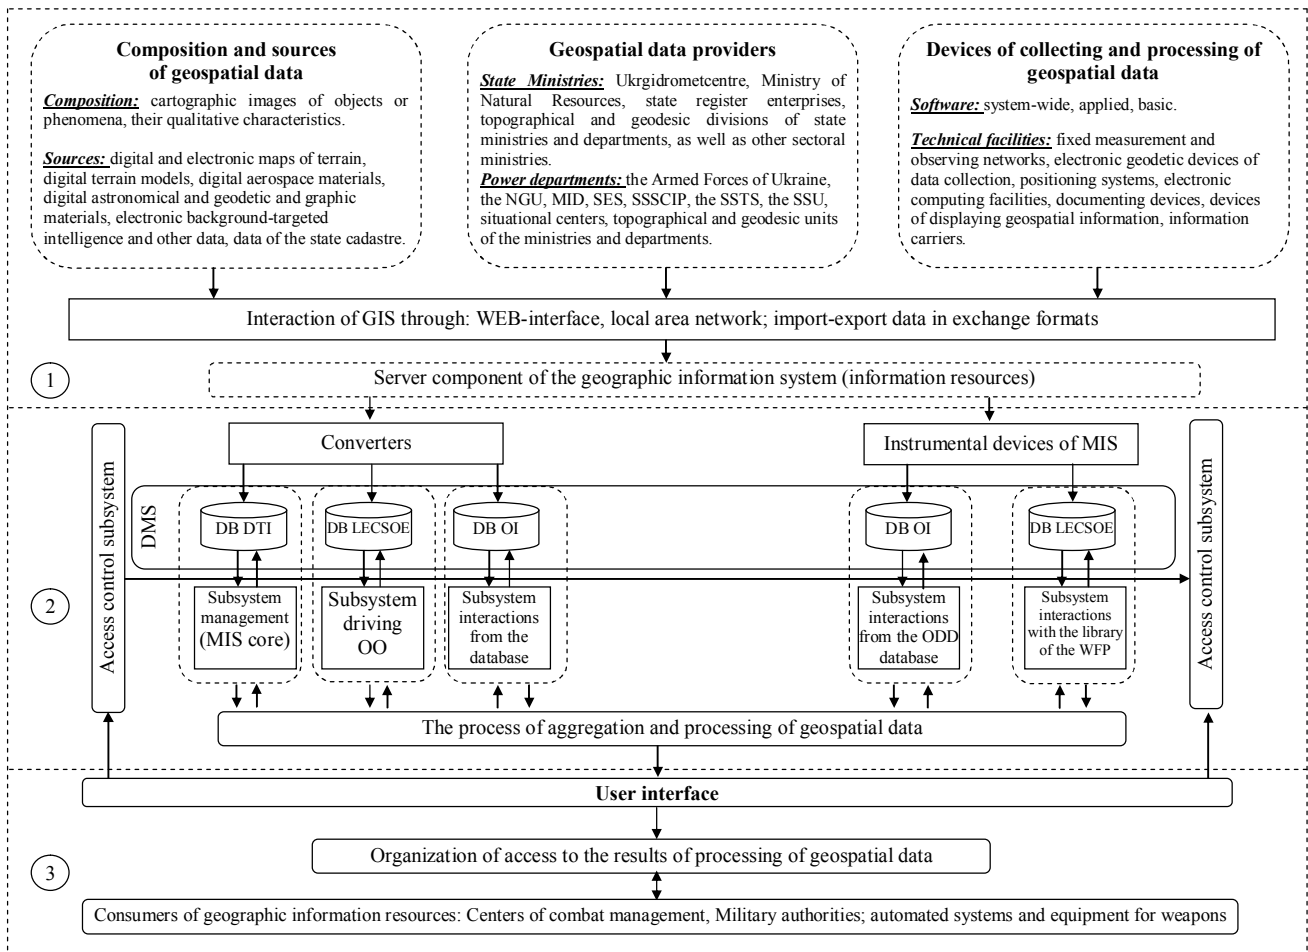 Composition and sources
of geospatial data
Composition: cartographic images of objects or
phenomena, their qualitative characteristics.
Sources: digital and electronic maps of terrain,
digital terrain models, digital aerospace materials,
digital astronomical and geodetic and graphic
materials, electronic background-targeted
intelligence and other data, data of the state cadastre.
Geospatial data providers
State Ministries: Ukrgidrometcentre, Ministry of
Natural Resources, state register enterprises,
topographical and geodesic divisions of state
ministries and departments, as well as other sectoral
ministries.
Power departments: the Armed Forces of Ukraine,
the NGU, MID, SES, SSSCIP, the SSTS, the SSU,
situational centers, topographical and geodesic units
of the ministries and departments.
Devices of collecting and processing of
geospatial data
Software: system-wide, applied, basic.
Technical facilities: fixed measurement and
observing networks, electronic geodetic devices of
data collection, positioning systems, electronic
computing facilities, documenting devices, devices
of displaying geospatial information, information
carriers.
Interaction of GIS through: WEB-interface, local area network; import-export data in exchange formats
1
Server component of the geographic information system (information resources)
Access control subsystem
Converters
Instrumental devices of MIS
Access control subsystem
DMS
DB DTI
DB LECSOE
DB OI
DB OI
DB LECSOE
2
Subsystem
management
(MIS core)
Subsystem
driving
OO
Subsystem
interactions
from the
database
Subsystem
interactions
from the ODD
database
Subsystem
interactions
with the library
of the WFP
The process of aggregation and processing of geospatial data
User interface
3
Organization of access to the results of processing of geospatial data
Consumers of geographic information resources: Centers of combat management, Military authorities; automated systems and equipment for weapons